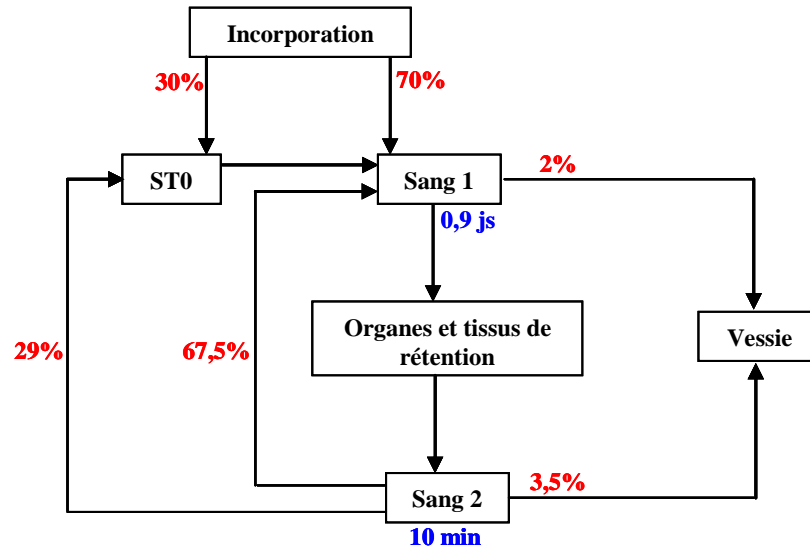 Incorporation
30%
70%
ST0
Sang 1
2%
0,9 js
Organes et tissus de
rétention
Vessie
29%
67,5%
Sang 2
3,5%
10 min